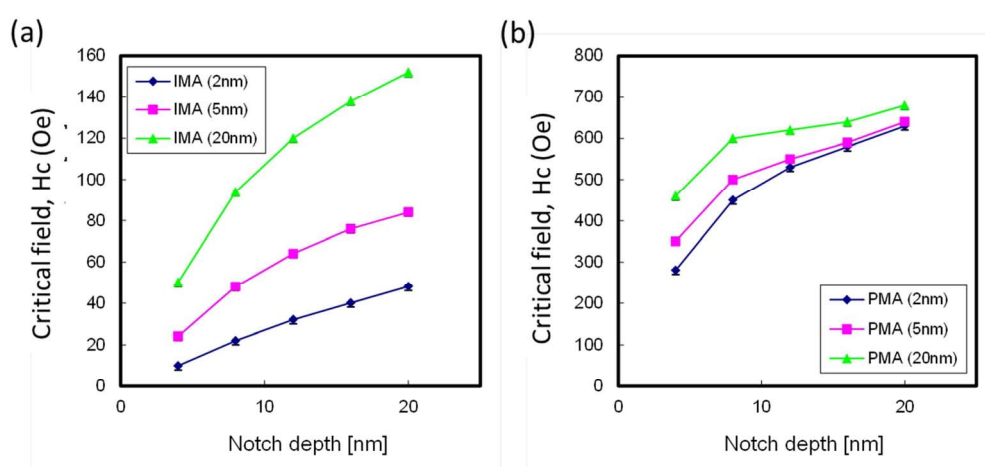 (a)
160
140
120
100
80
60
40
20
0
0 10 20
Critical field, Hc (Oe)
Notch depth [nm]
IMA (2nm)
IMA (5nm)
IMA (20nm)
(b)
800
700
600
500
400
300
200
100
0
0 10 20
Critical field, Hc (Oe)
Notch depth [nm]
PMA (2nm)
PMA (5nm)
PMA (20nm)